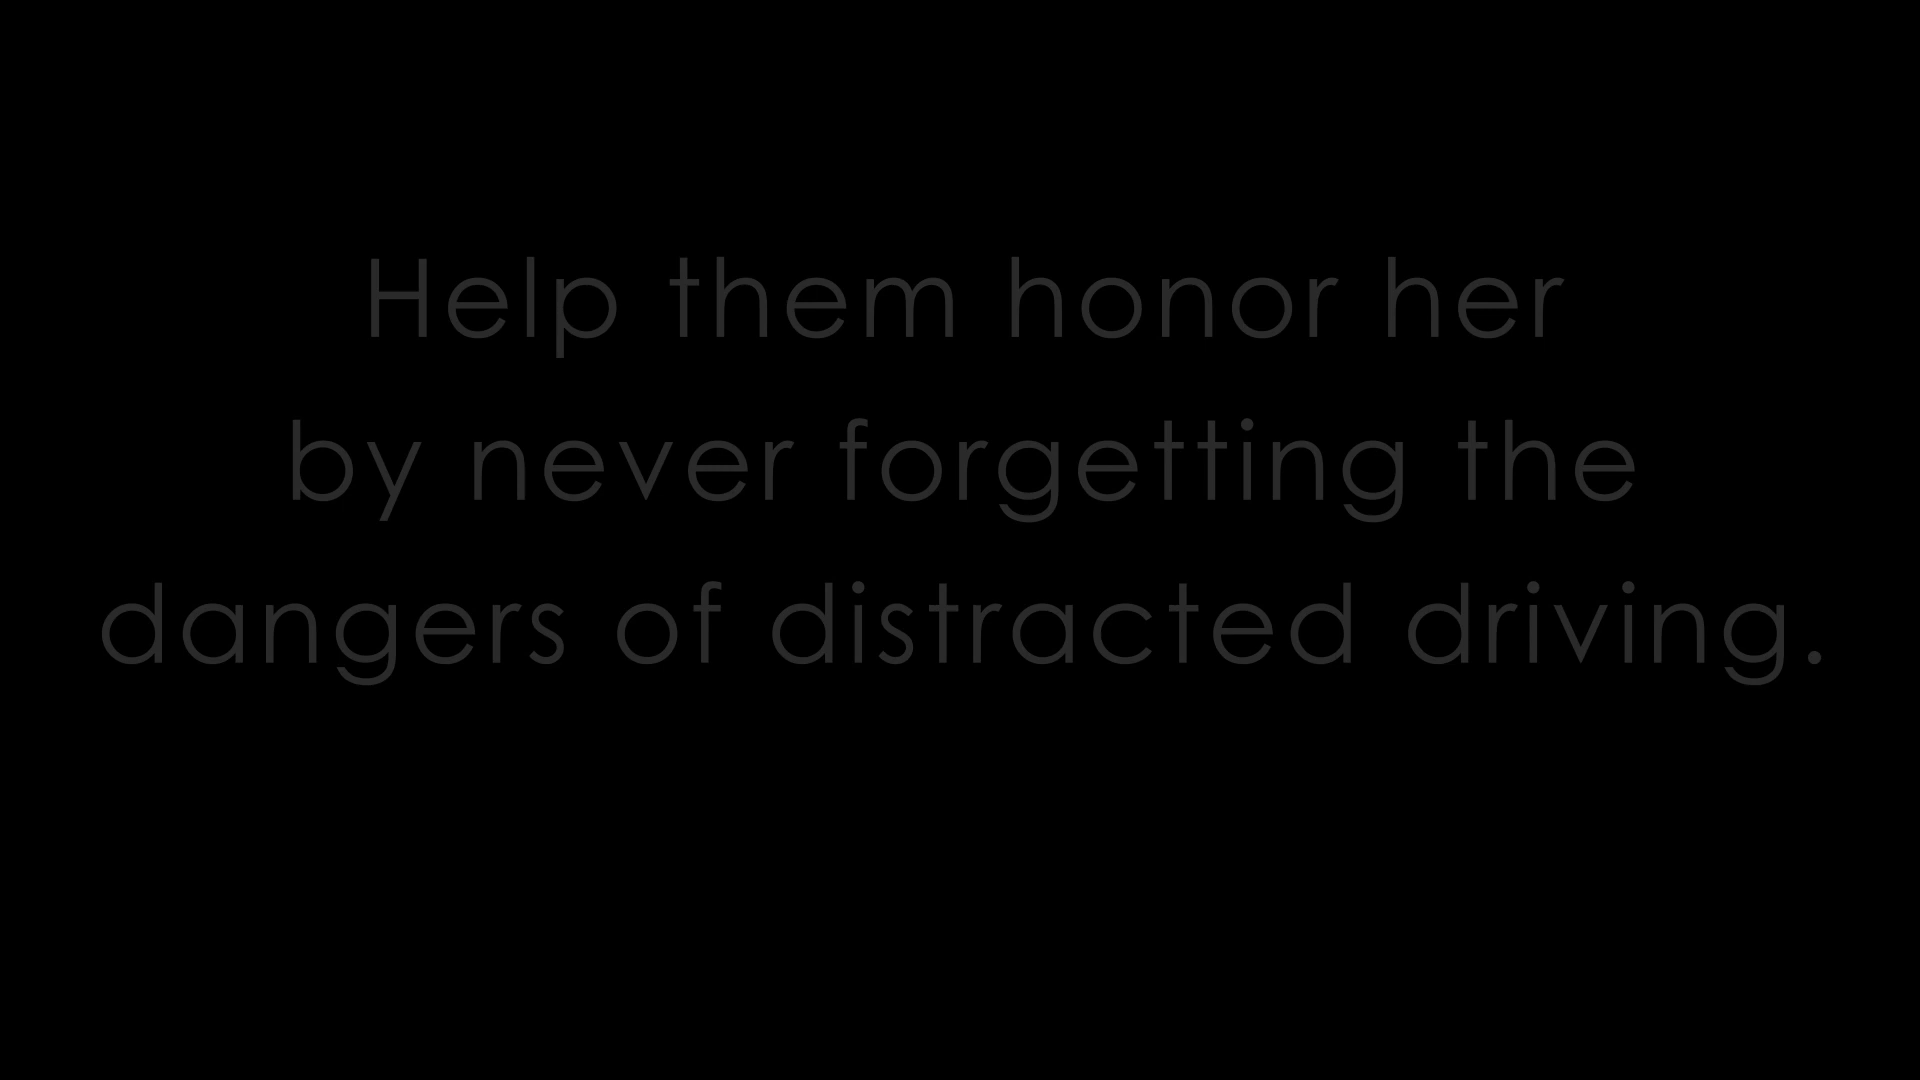 Help them honor her
by never forgetting the
dangers of distracted driving.